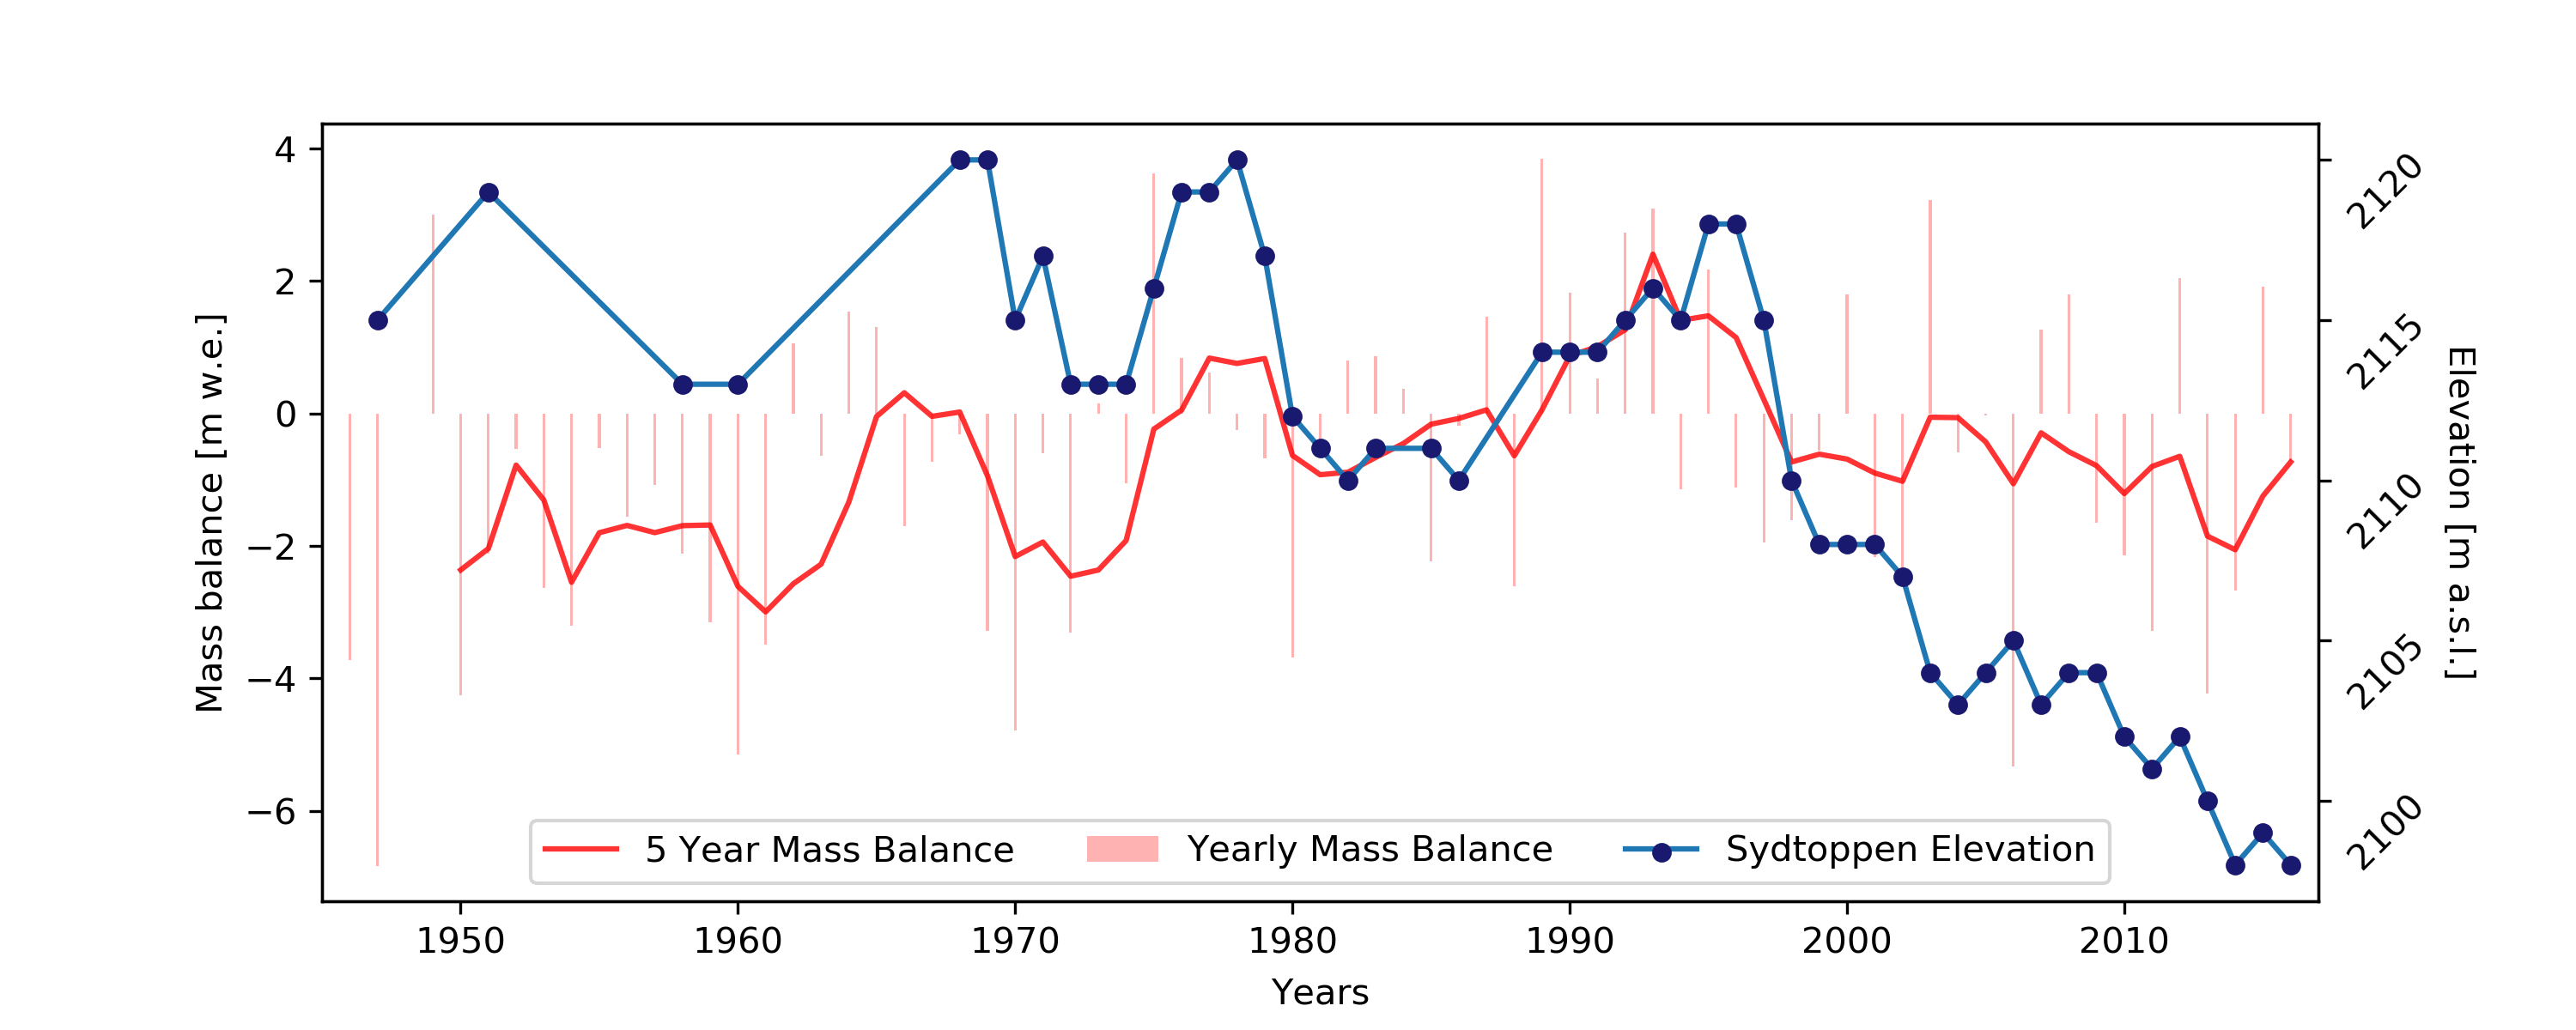 4
2
0
−2
−4
−6
Mass balance [m w.e.]
2120
2115
2110
2105
2100
Elevation [m a.s.l.]
5 Year Mass Balance
Yearly Mass Balance
Sydtoppen Elevation
1950 1960 1970 1980 1990 2000 2010
Years